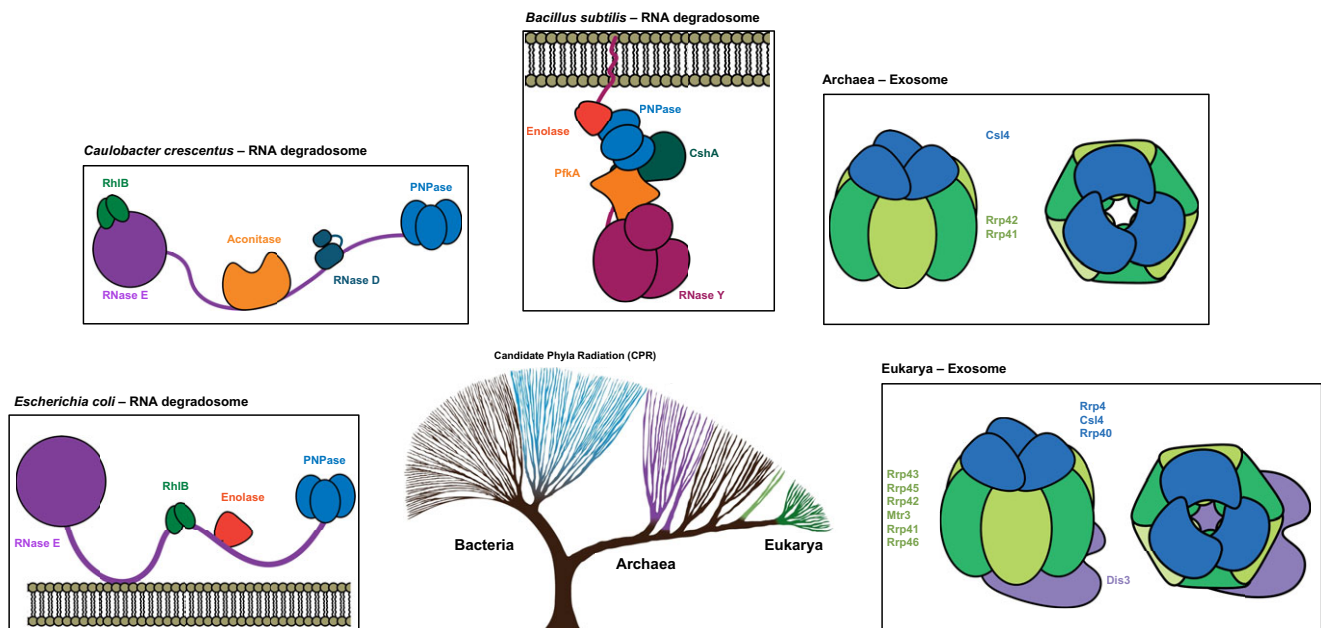 Bacillus subtilis – RNA degradosome
PNPase
Enolase
CshA
PfkA
RNase Y
Archaea – Exosome
Csl4
Rrp42
Rrp41
Caulobacter crescentus – RNA degradosome
RhlB
PNPase
Aconitase
RNase D
RNase E
Candidate Phyla Radiation (CPR)
Bacteria
Archaea
Eukarya
Escherichia coli – RNA degradosome
PNPase
RhlB
Enolase
RNase E
Eukarya – Exosome
Rrp4
Csl4
Rrp40
Rrp43
Rrp45
Rrp42
Mtr3
Rrp41
Rrp46
Dis3